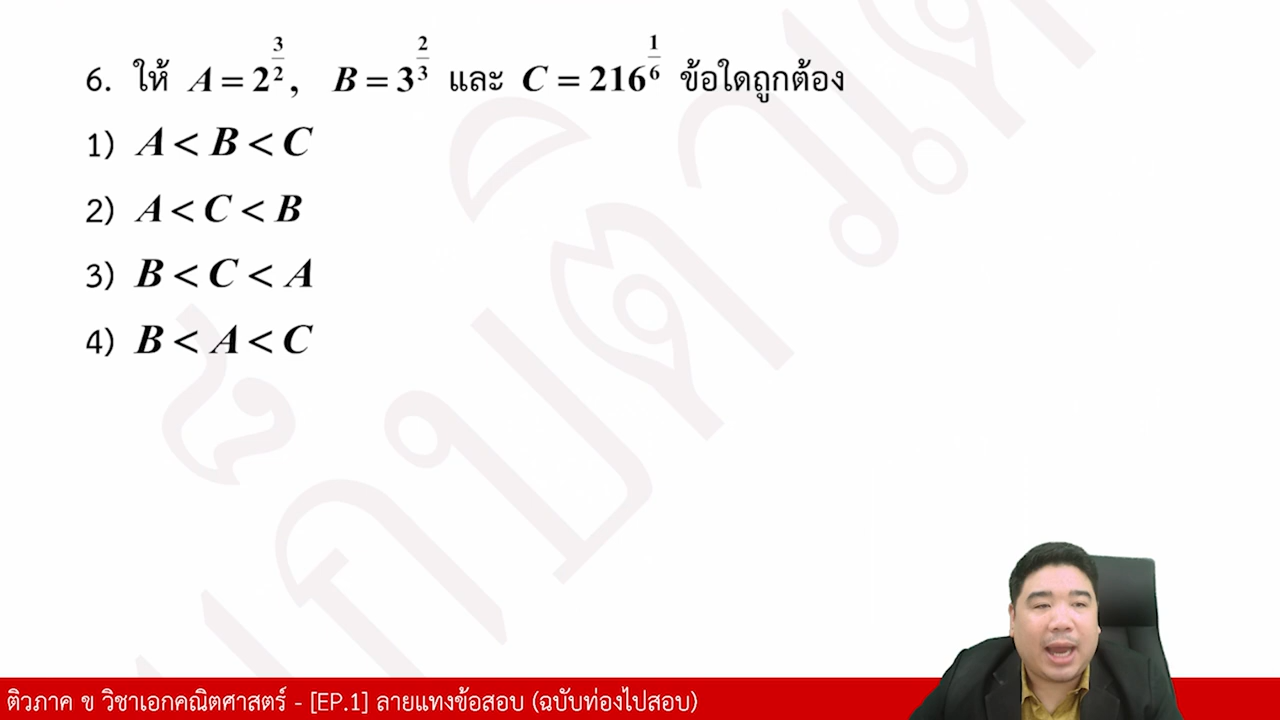 6. ให้ A = 2^{3/2}, B = 3^{2/3} และ C = 216^{1/6} ข้อใดถูกต้อง
1) A < B < C
2) A < C < B
3) B < C < A
4) B < A < C
ติวภาค ข วิชาเอกคณิตศาสตร์ - [EP.1] ลายแทงข้อสอบ (ฉบับท่องไปสอบ)